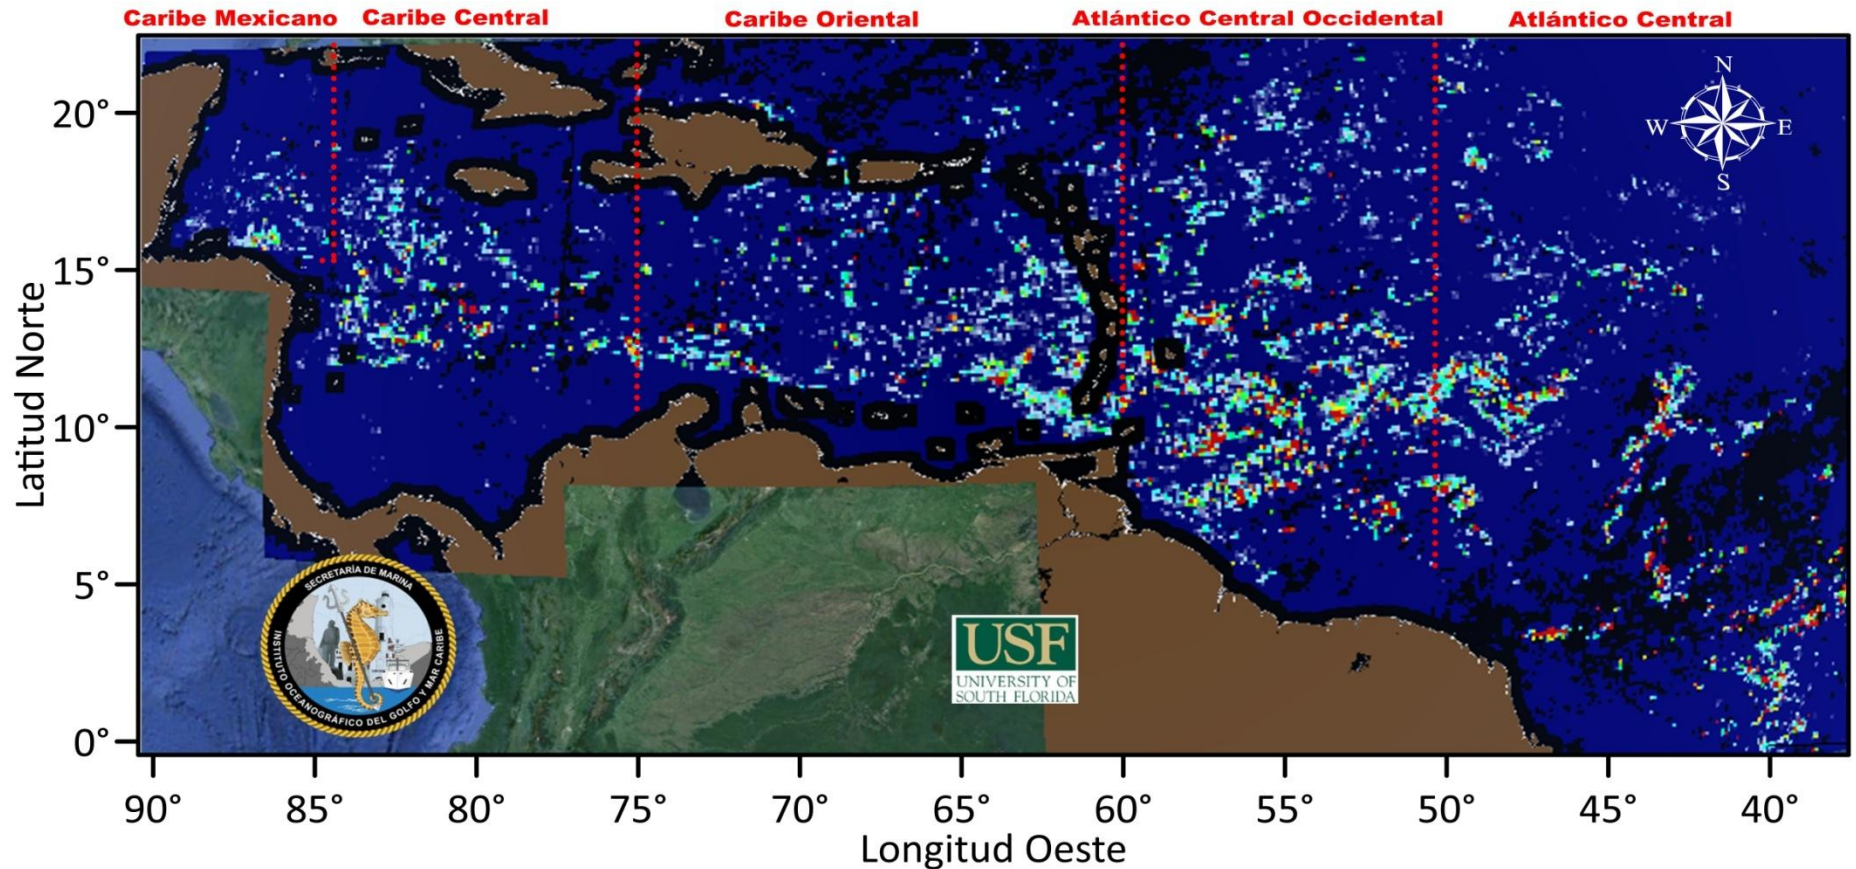 Caribe Mexicano Caribe Central Caribe Oriental Atlántico Central Occidental Atlántico Central
N
W E
S
20°
15°
10°
5°
0°
Latitud Norte
SECRETARÍA DE MARINA
INSTITUTO OCEANOGRÁFICO DEL GOLFO Y MAR CARIBE
USF
UNIVERSITY OF
SOUTH FLORIDA
90° 85° 80° 75° 70° 65° 60° 55° 50° 45° 40°
Longitud Oeste